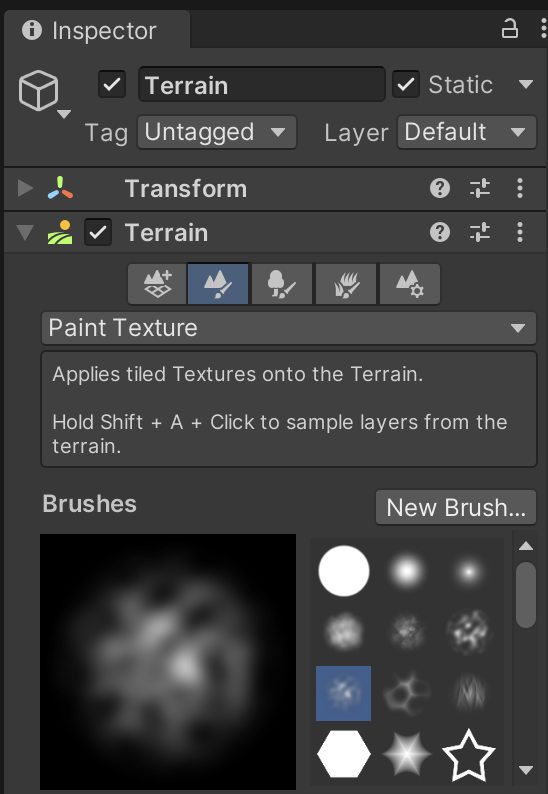 Inspector
Terrain
Static
Tag Untagged Layer Default
Transform
Terrain
Paint Texture
Applies tiled Textures onto the Terrain.
Hold Shift + A + Click to sample layers from the
terrain.
Brushes
New Brush...